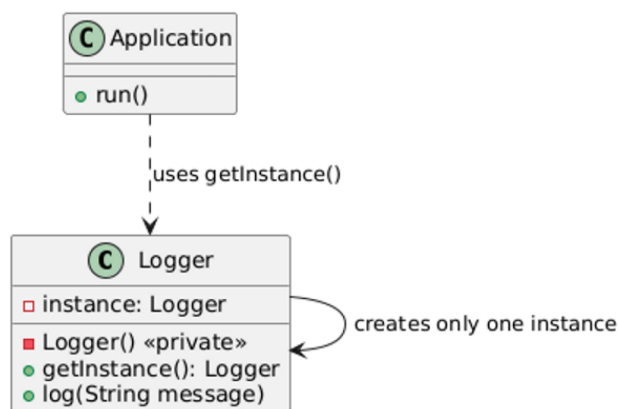 C Application
run()
uses getInstance()
C Logger
instance: Logger
creates only one instance
Logger() «private»
getInstance(): Logger
log(String message)